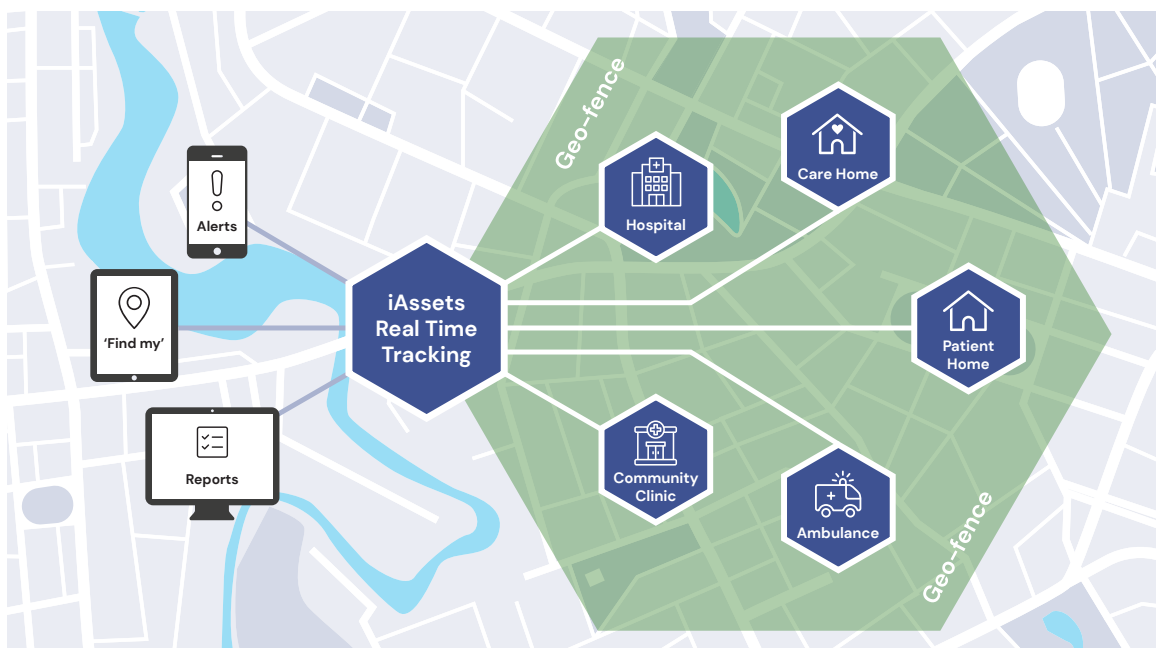 Geo-fence
Care Home
Hospital
Alerts
iAssets
Real Time
Tracking
‘Find my’
Patient
Home
Reports
Community
Clinic
Ambulance
Geo-fence